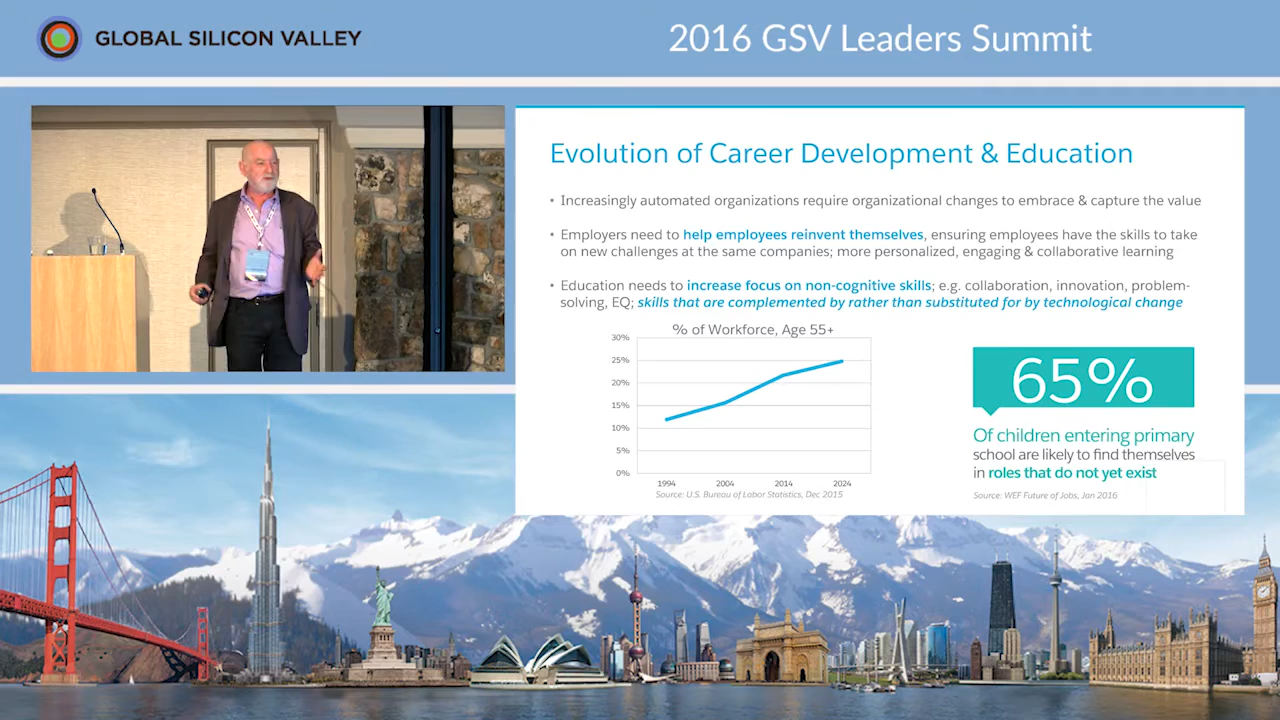 GLOBAL SILICON VALLEY
2016 GSV Leaders Summit
Evolution of Career Development & Education
• Increasingly automated organizations require organizational changes to embrace & capture the value
• Employers need to help employees reinvent themselves, ensuring employees have the skills to take
on new challenges at the same companies; more personalized, engaging & collaborative learning
• Education needs to increase focus on non-cognitive skills; e.g. collaboration, innovation, problem-
solving, EQ; skills that are complemented by rather than substituted for by technological change
% of Workforce, Age 55+
30%
25%
20%
15%
10%
5%
0%
1994 2004 2014 2024
Source: U.S. Bureau of Labor Statistics, Dec 2015
65%
Of children entering primary
school are likely to find themselves
in roles that do not yet exist
Source: WEF Future of Jobs, Jan 2016